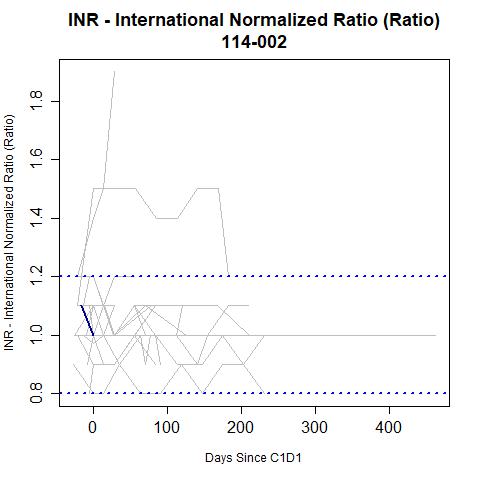 INR - International Normalized Ratio (Ratio)
114-002
INR - International Normalized Ratio (Ratio)
1.8
1.6
1.4
1.2
1.0
0.8
0 100 200 300 400
Days Since C1D1